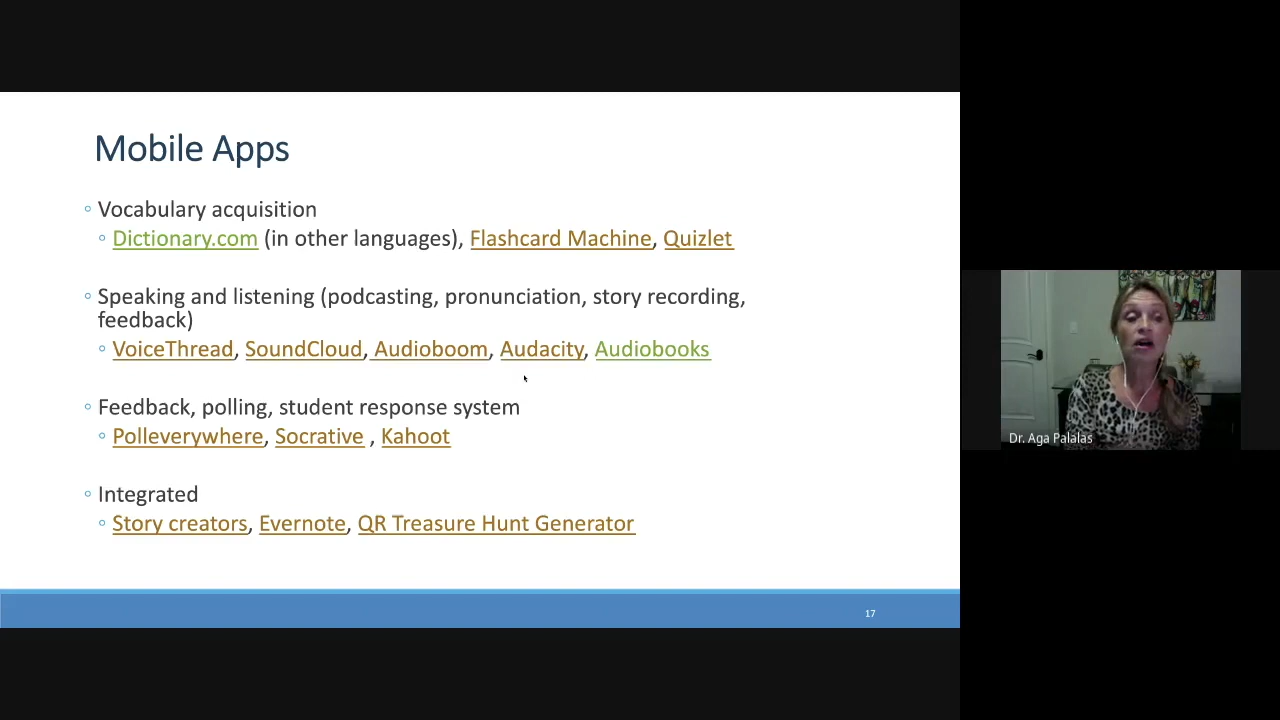 Mobile Apps
Vocabulary acquisition
Dictionary.com (in other languages), Flashcard Machine, Quizlet
Speaking and listening (podcasting, pronunciation, story recording,
feedback)
VoiceThread, SoundCloud, Audioboom, Audacity, Audiobooks
Feedback, polling, student response system
Polleverywhere, Socrative , Kahoot
Integrated
Story creators, Evernote, QR Treasure Hunt Generator
17
Dr. Aga Palalas